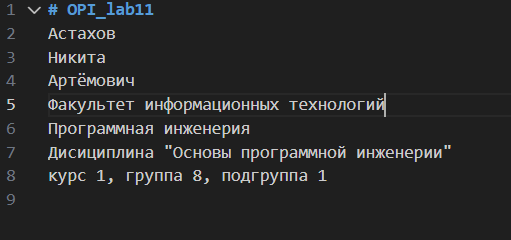 1 # OPI_lab11
2 Астахов
3 Никита
4 Артёмович
5 Факультет информационных технологий
6 Программная инженерия
7 Дисициплина "Основы программной инженерии"
8 курс 1, группа 8, подгруппа 1
9